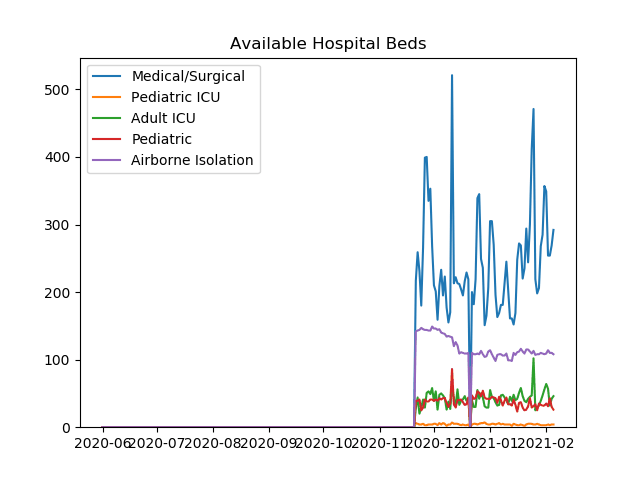 Available Hospital Beds
Medical/Surgical
Pediatric ICU
Adult ICU
Pediatric
Airborne Isolation
500
400
300
200
100
0
2020-06 2020-07 2020-08 2020-09 2020-10 2020-11 2020-12 2021-01 2021-02